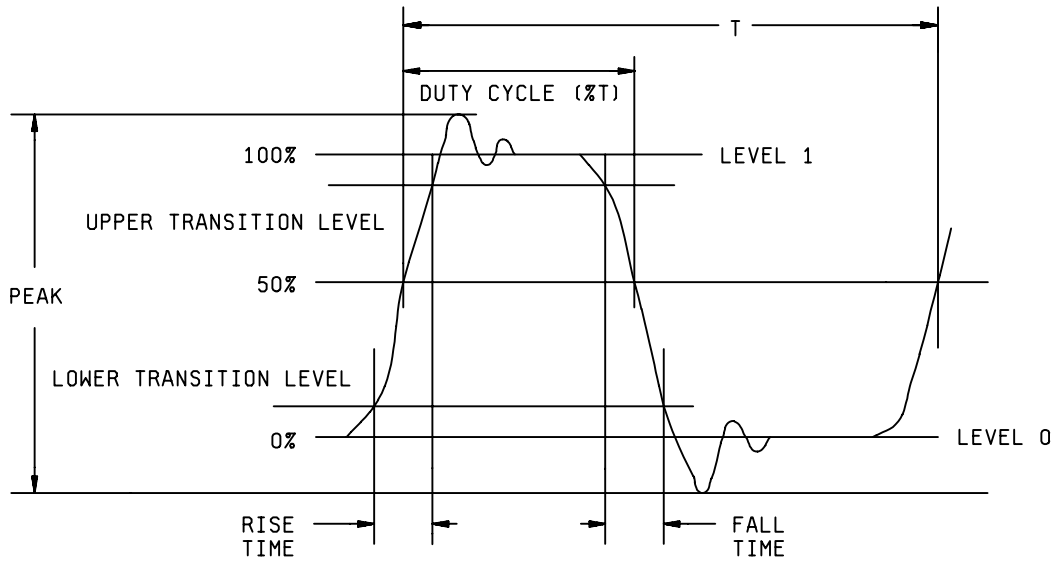 T
DUTY CYCLE (%T)
100%
LEVEL 1
UPPER TRANSITION LEVEL
50%
PEAK
LOWER TRANSITION LEVEL
0%
LEVEL 0
RISE
TIME
FALL
TIME